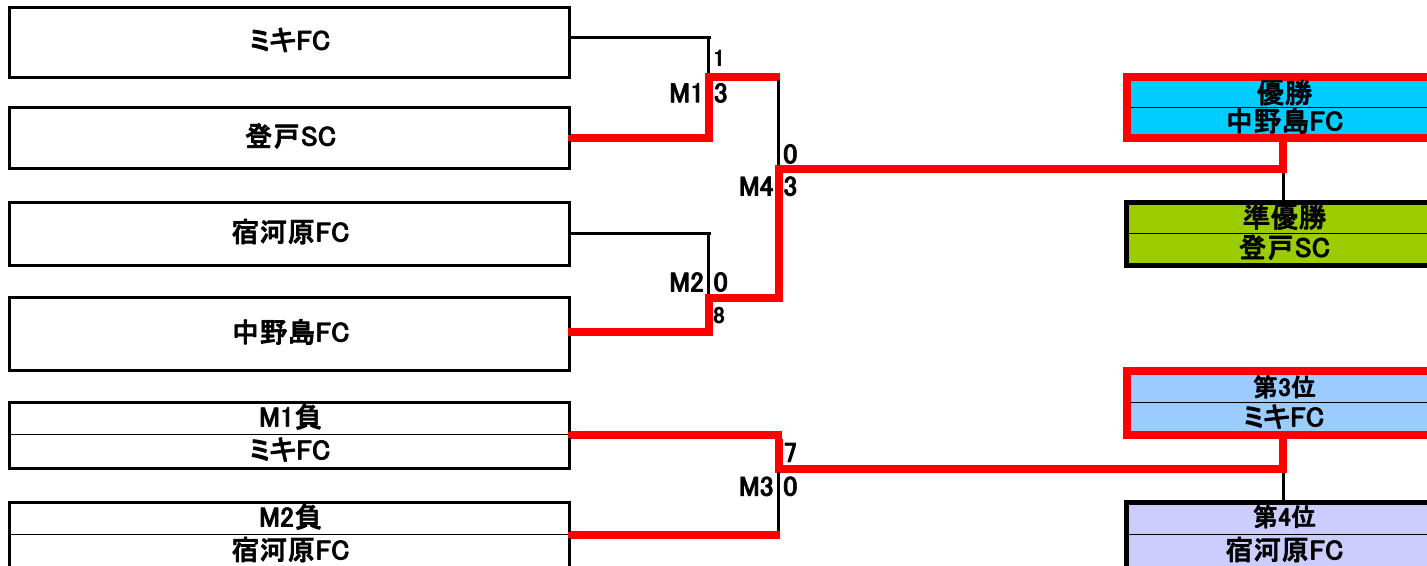 ミキFC
1
M1 3
登戸SC
宿河原FC
M2 0
8
中野島FC
0
M4 3
優勝
中野島FC
準優勝
登戸SC
M1負
ミキFC
7
M3 0
M2負
宿河原FC
第3位
ミキFC
第4位
宿河原FC